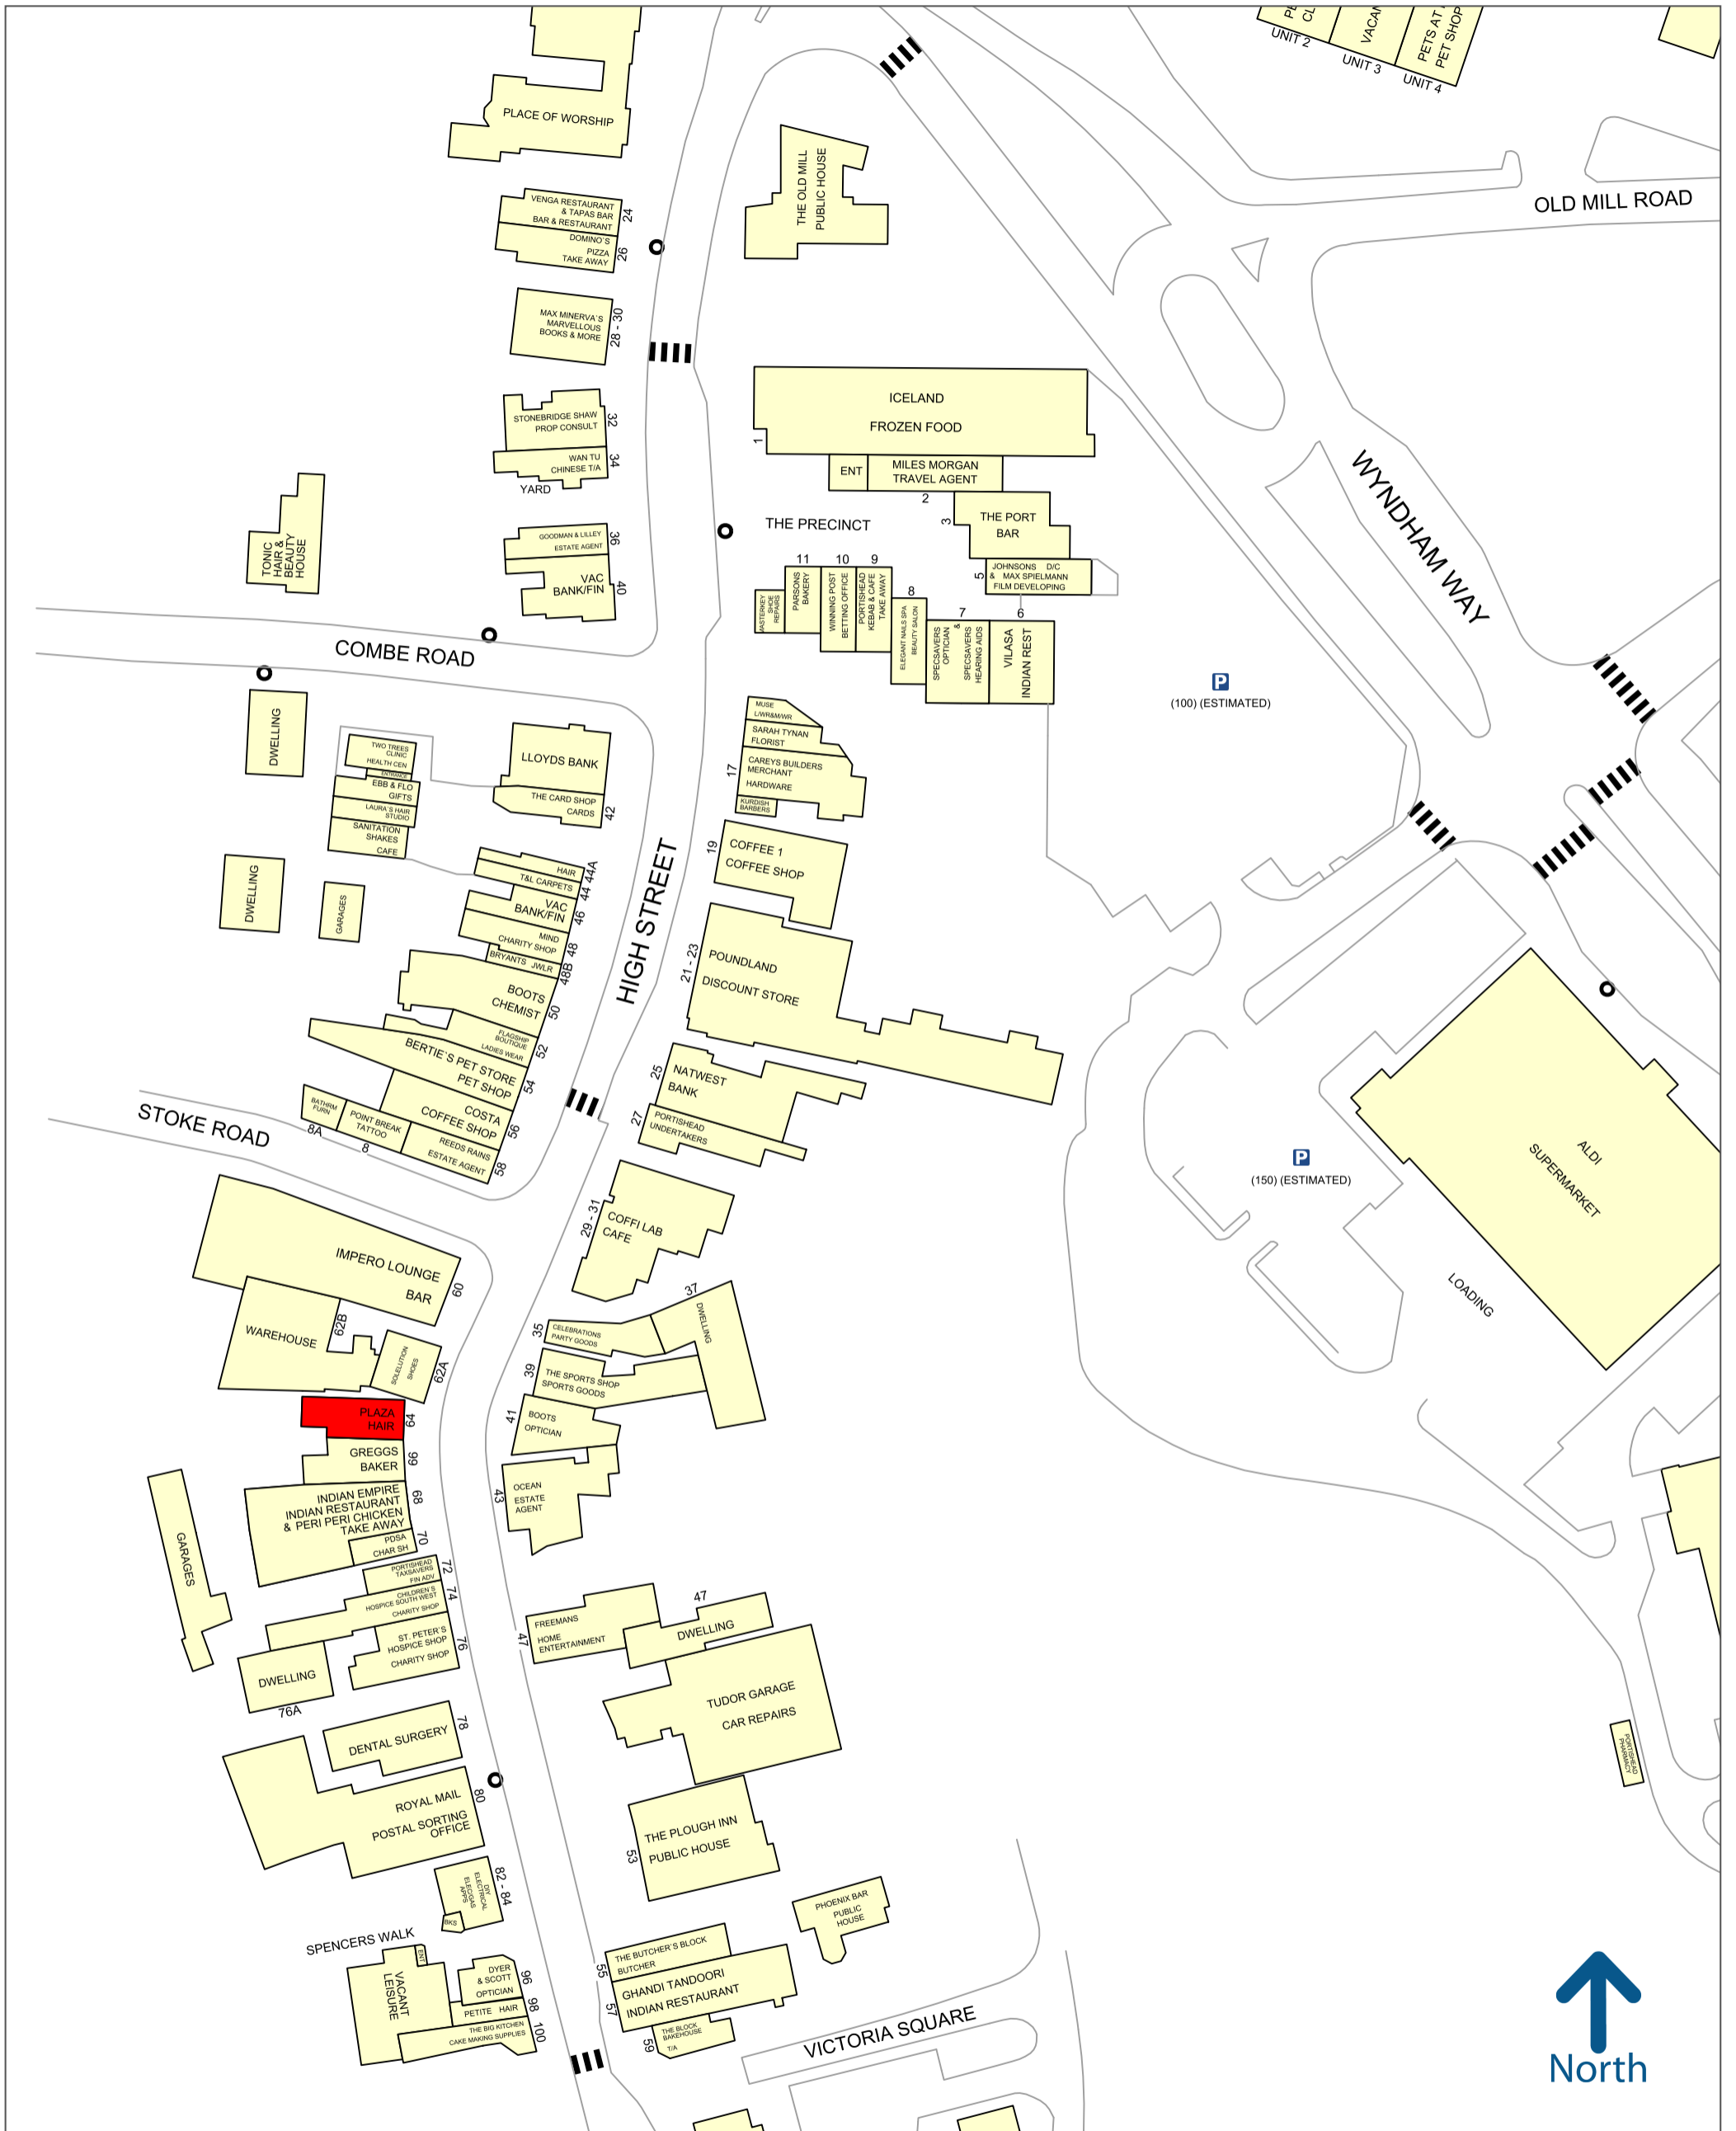 PLACE OF WORSHIP
VENGA RESTAURANT
& TAPAS BAR
BAR & RESTAURANT
24
DOMINO'S
PIZZA
TAKE AWAY
26
MAX MINERVA'S
MARVELLOUS
BOOKS & MORE
28 - 30
STONEBRIDGE SHAW
PROP CONSULT
32
WAN TU
CHINESE T/A
34
YARD
GOODMAN & LILLEY
ESTATE AGENT
36
VAC
BANK/FIN
40
TONIC
HAIR &
BEAUTY
HOUSE
THE OLD MILL
PUBLIC HOUSE
UNIT 2
VACAN
UNIT 3
PETS AT
PET SHOP
UNIT 4
OLD MILL ROAD
WYNDHAM WAY
ICELAND
FROZEN FOOD
1
ENT
MILES MORGAN
TRAVEL AGENT
2
THE PRECINCT
3
THE PORT
BAR
5
JOHNSONS D/C
& MAX SPIELMANN
FILM DEVELOPING
11
10
9
8
7
6
MASTERKEY
SHOE
REPAIRS
PARSONS
BAKERY
WINNING POST
BETTING OFFICE
PORTISHEAD
KEBAB & CAFE
TAKE AWAY
ELEGANT NAILS SPA
BEAUTY SALON
SPECSAVERS
OPTICIAN
&
SPECSAVERS
HEARING AIDS
VILASA
INDIAN REST
P
(100) (ESTIMATED)
COMBE ROAD
DWELLING
TWO TREES
CLINIC
HEALTH CEN
ENTRANCE
EBB & FLO
GIFTS
LAURA'S HAIR
STUDIO
SANITATION
SHAKES
CAFE
DWELLING
GARAGES
LLOYDS BANK
THE CARD SHOP
CARDS
42
HAIR
44A
T&L CARPETS
44
VAC
BANK/FIN
46
MIND
CHARITY SHOP
48
BRYANTS JWLR
48B
BOOTS
CHEMIST
50
FLAGSHIP
BOUTIQUE
LADIES WEAR
52
BERTIE'S PET STORE
PET SHOP
54
COSTA
COFFEE SHOP
56
REEDS RAINS
ESTATE AGENT
58
BATHRM
FURN
8A
POINT BREAK
TATTOO
8
HIGH STREET
MUSE
L/WR&M/WR
SARAH TYNAN
FLORIST
17
CAREYS BUILDERS
MERCHANT
HARDWARE
KURDISH
BARBERS
19
COFFEE 1
COFFEE SHOP
21 - 23
POUNDLAND
DISCOUNT STORE
25
NATWEST
BANK
27
PORTISHEAD
UNDERTAKERS
29 - 31
COFFI LAB
CAFE
P
(150) (ESTIMATED)
ALDI
SUPERMARKET
LOADING
STOKE ROAD
IMPERO LOUNGE
BAR
60
WAREHOUSE
62B
SOLELUTION
SHOES
62A
PLAZA
HAIR
64
GREGGS
BAKER
66
INDIAN EMPIRE
INDIAN RESTAURANT
& PERI PERI CHICKEN
TAKE AWAY
68
PDSA
CHAR SH
70
PORTISHEAD
TAXSAVERS
FIN ADV
72
CHILDREN'S
HOSPICE SOUTH WEST
CHARITY SHOP
74
ST. PETER'S
HOSPICE SHOP
CHARITY SHOP
76
DWELLING
76A
GARAGES
DENTAL SURGERY
78
ROYAL MAIL
POSTAL SORTING
OFFICE
80
DIY
ELECTRICAL
ELEC/GAS
APPS
82 - 84
BKS
SPENCERS WALK
ENT
VACANT
LEISURE
DYER
& SCOTT
OPTICIAN
96
PETITE HAIR
98
THE BIG KITCHEN
CAKE MAKING SUPPLIES
100
35
CELEBRATIONS
PARTY GOODS
37
DWELLING
39
THE SPORTS SHOP
SPORTS GOODS
41
BOOTS
OPTICIAN
43
OCEAN
ESTATE
AGENT
47
FREEMANS
HOME
ENTERTAINMENT
47
DWELLING
TUDOR GARAGE
CAR REPAIRS
53
THE PLOUGH INN
PUBLIC HOUSE
PHOENIX BAR
PUBLIC
HOUSE
55
THE BUTCHER'S BLOCK
BUTCHER
57
GHANDI TANDOORI
INDIAN RESTAURANT
59
THE BLOCK
BAKEHOUSE
T/A
VICTORIA SQUARE
PORTISHEAD
PHARMACY
North